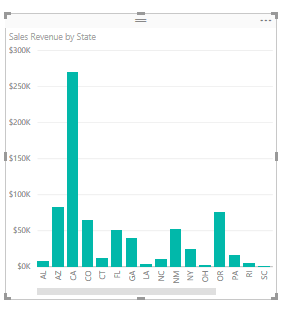 Sales Revenue by State
$300K
$250K
$200K
$150K
$100K
$50K
$0K
AL AZ CA CO CT FL GA LA NC NM NY OH OR PA RI SC